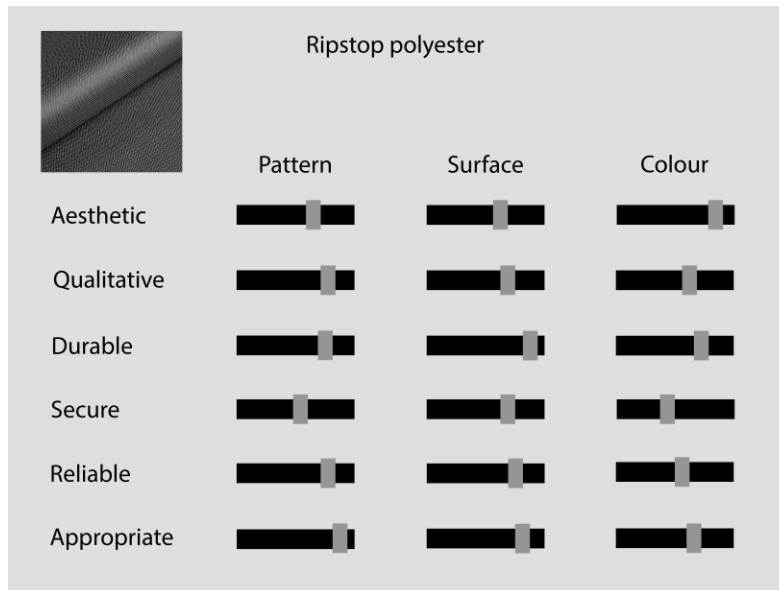 Ripstop polyester
Pattern Surface Colour
Aesthetic
Qualitative
Durable
Secure
Reliable
Appropriate